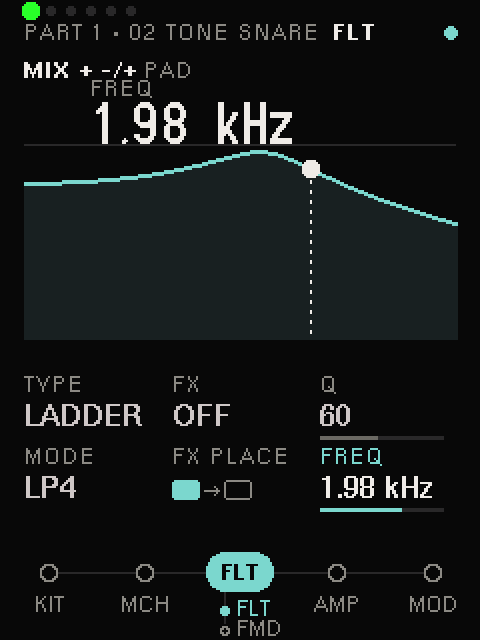 PART 1 · 02 TONE SNARE FLT
MIX + -/+ PAD
FREQ
1.98 kHz
TYPE FX Q
LADDER OFF 60
MODE FX PLACE FREQ
LP4 → 1.98 kHz
FLT
KIT MCH FLT AMP MOD
FMD